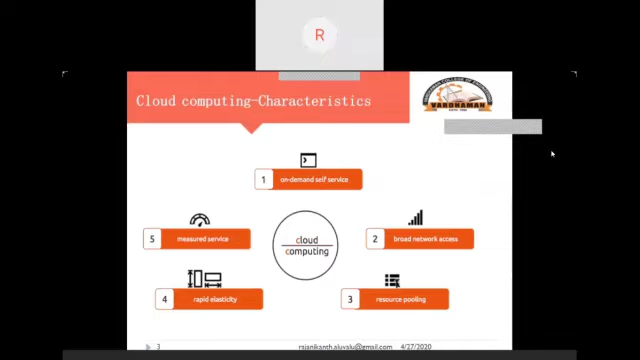 R
Cloud computing-Characteristics
VARDHAMAN
1 on-demand self service
5 measured service
cloud
computing
2 broad network access
4 rapid elasticity
3 resource pooling
3 rajanikanth.aluvalu@gmail.com 4/27/2020